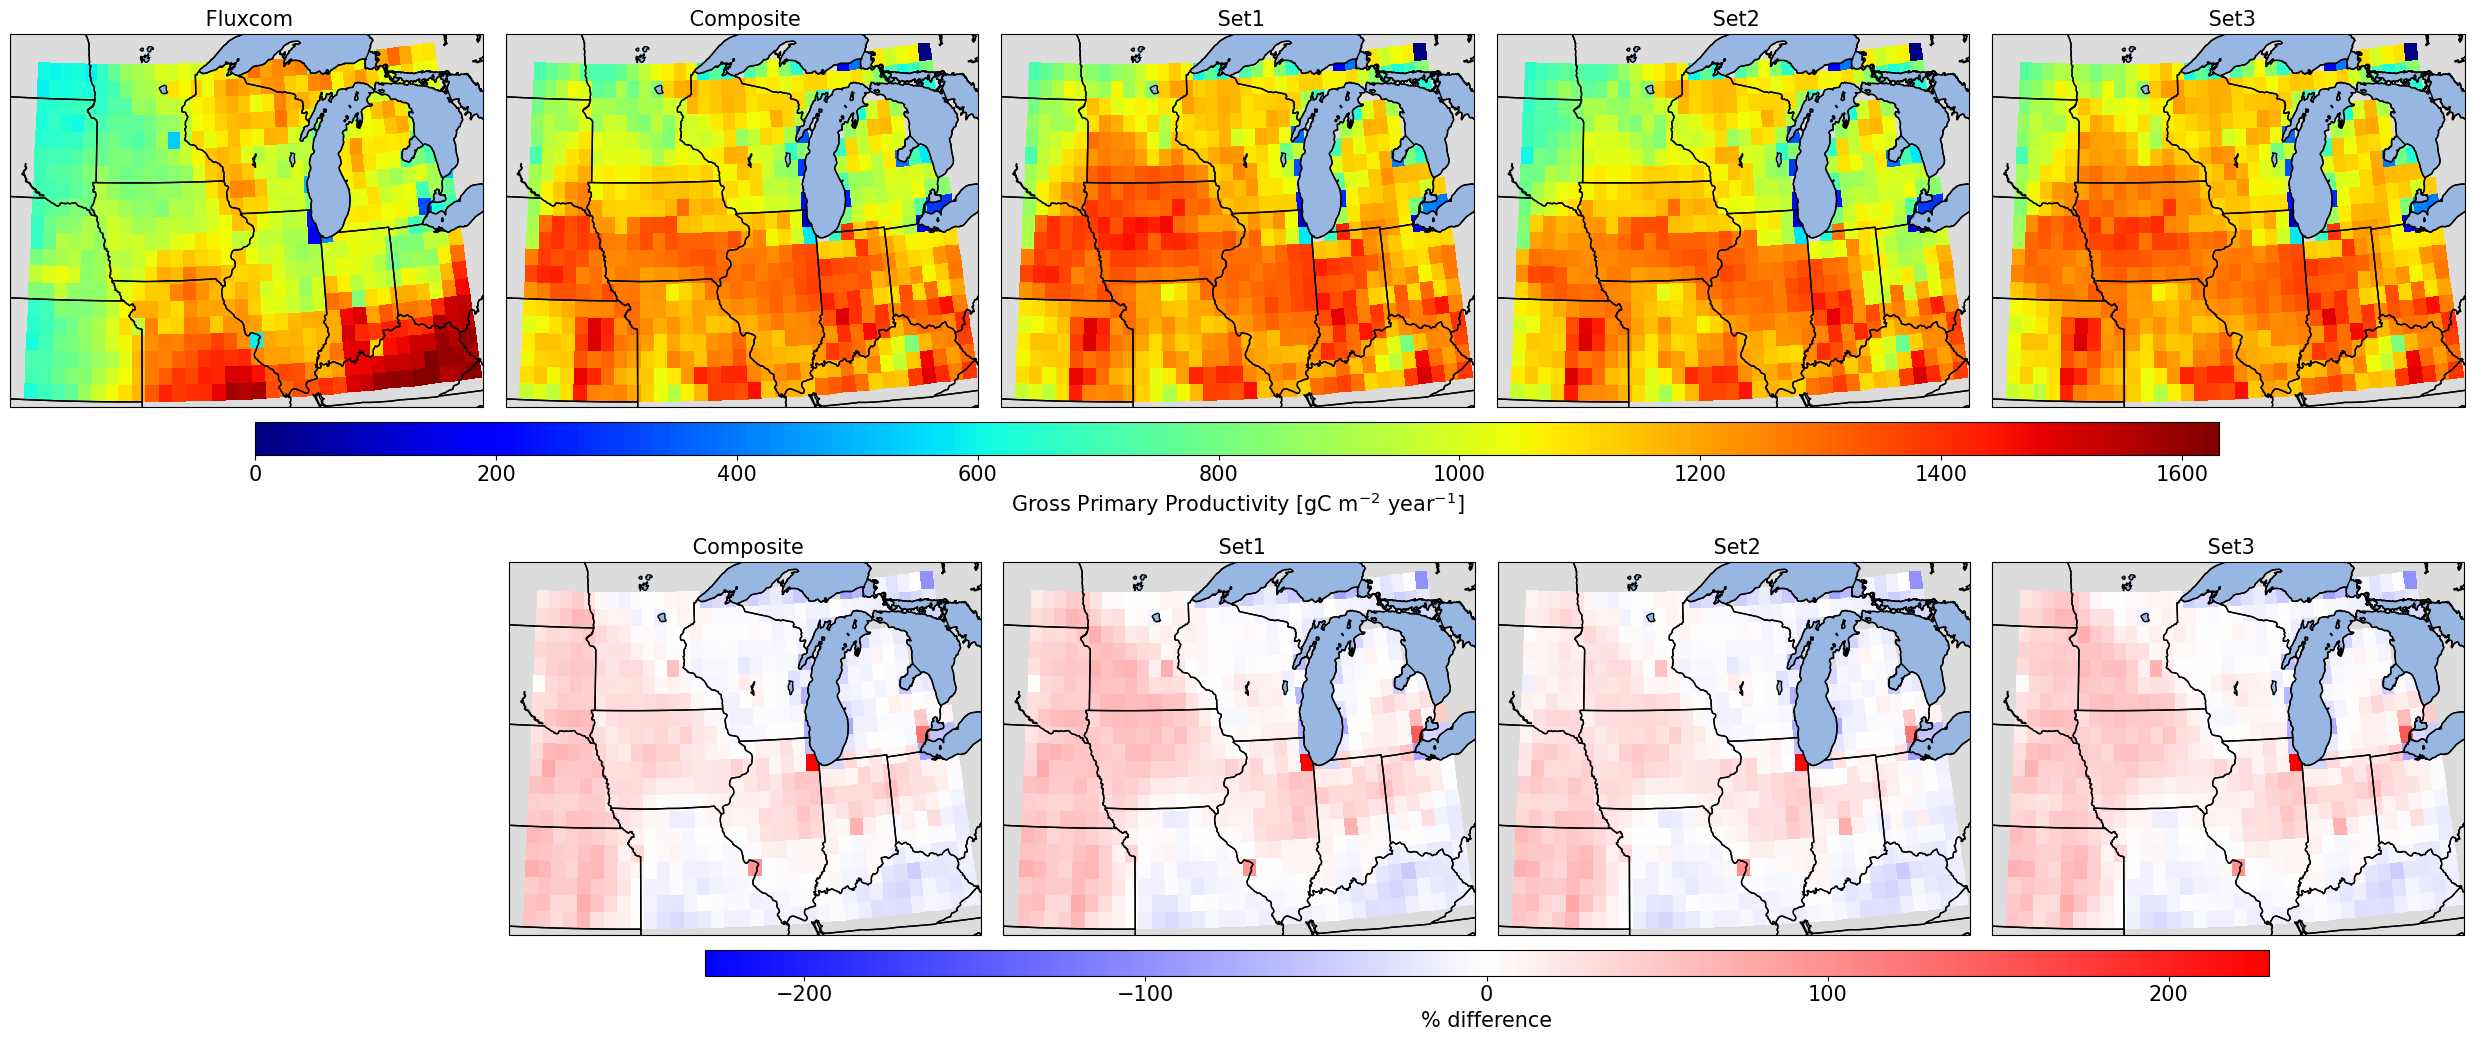 Fluxcom Composite Set1 Set2 Set3
0 200 400 600 800 1000 1200 1400 1600
Gross Primary Productivity [gC m⁻² year⁻¹]
Composite Set1 Set2 Set3
−200 −100 0 100 200
% difference